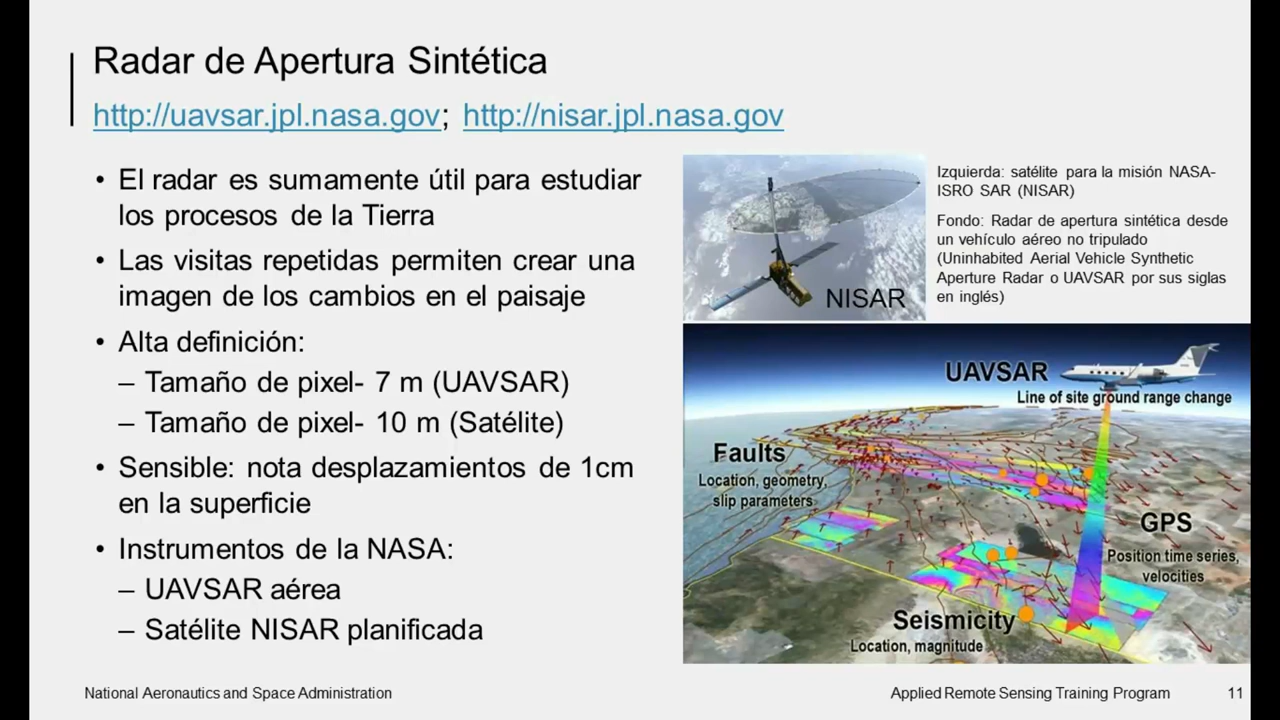 Radar de Apertura Sintética
http://uavsar.jpl.nasa.gov; http://nisar.jpl.nasa.gov
• El radar es sumamente útil para estudiar
los procesos de la Tierra
• Las visitas repetidas permiten crear una
imagen de los cambios en el paisaje
• Alta definición:
– Tamaño de pixel- 7 m (UAVSAR)
– Tamaño de pixel- 10 m (Satélite)
• Sensible: nota desplazamientos de 1cm
en la superficie
• Instrumentos de la NASA:
– UAVSAR aérea
– Satélite NISAR planificada
NISAR
Izquierda: satélite para la misión NASA-
ISRO SAR (NISAR)
Fondo: Radar de apertura sintética desde
un vehículo aéreo no tripulado
(Uninhabited Aerial Vehicle Synthetic
Aperture Radar o UAVSAR por sus siglas
en inglés)
UAVSAR
Line of site ground range change
Faults
Location, geometry,
slip parameters
GPS
Position time series,
velocities
Seismicity
Location, magnitude
National Aeronautics and Space Administration
Applied Remote Sensing Training Program
11